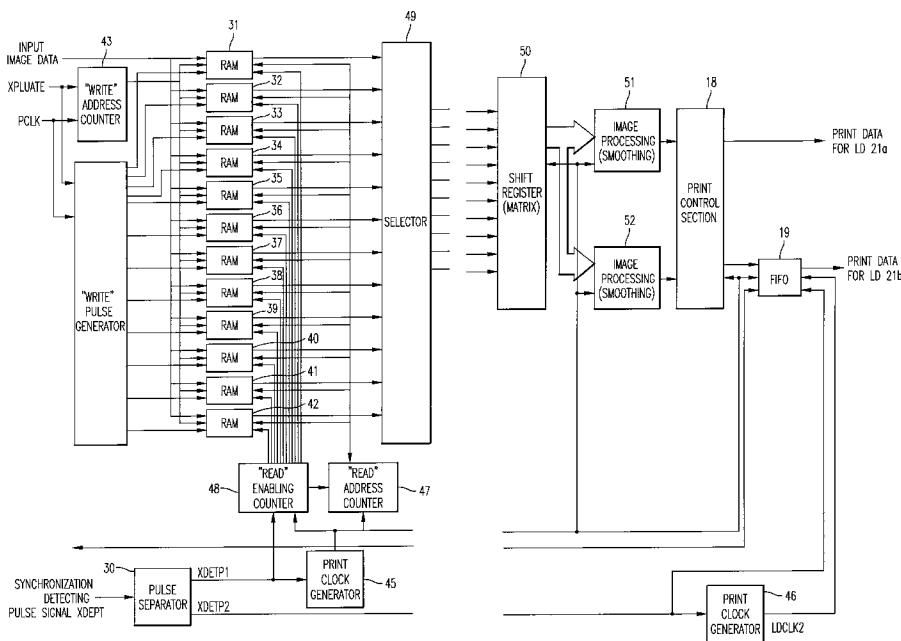 INPUT
IMAGE DATA
XPLUATE
PCLK
43
"WRITE"
ADDRESS
COUNTER
"WRITE"
PULSE
GENERATOR
31
RAM
32
RAM
33
RAM
34
RAM
35
RAM
36
RAM
37
RAM
38
RAM
39
RAM
40
RAM
41
RAM
42
RAM
49
SELECTOR
50
SHIFT
REGISTER
(MATRIX)
51
IMAGE
PROCESSING
(SMOOTHING)
52
IMAGE
PROCESSING
(SMOOTHING)
18
PRINT
CONTROL
SECTION
PRINT DATA
FOR LD 21a
19
FIFO
PRINT DATA
FOR LD 21b
48
"READ"
ENABLING
COUNTER
"READ"
ADDRESS
COUNTER
47
SYNCHRONIZATION
DETECTING
PULSE SIGNAL XDEPT
30
PULSE
SEPARATOR
XDETP1
XDETP2
PRINT
CLOCK
GENERATOR
45
PRINT
CLOCK
GENERATOR
46
LDCLK2